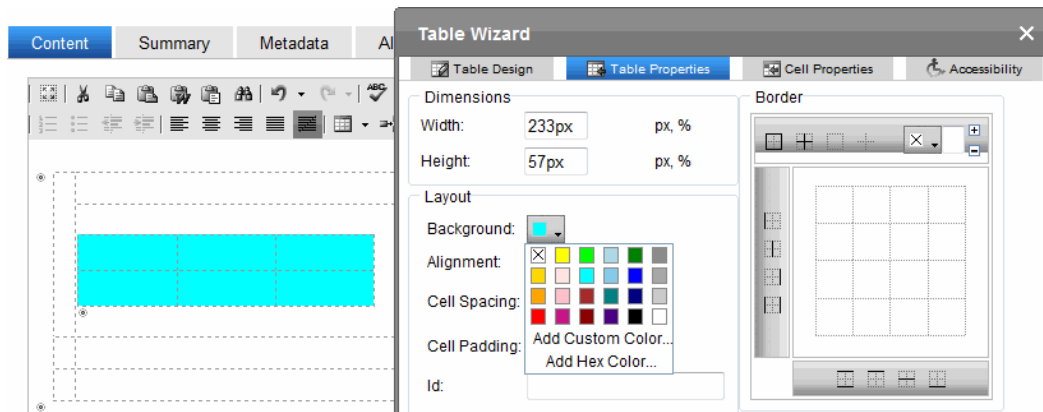 Content Summary Metadata Al
Table Wizard
Table Design Table Properties Cell Properties Accessibility
ABC
Dimensions
Width: 233px px, %
Height: 57px px, %
Layout
Background:
Alignment
Cell Spacing:
Cell Padding:
Add Custom Color...
Add Hex Color...
Id:
Border